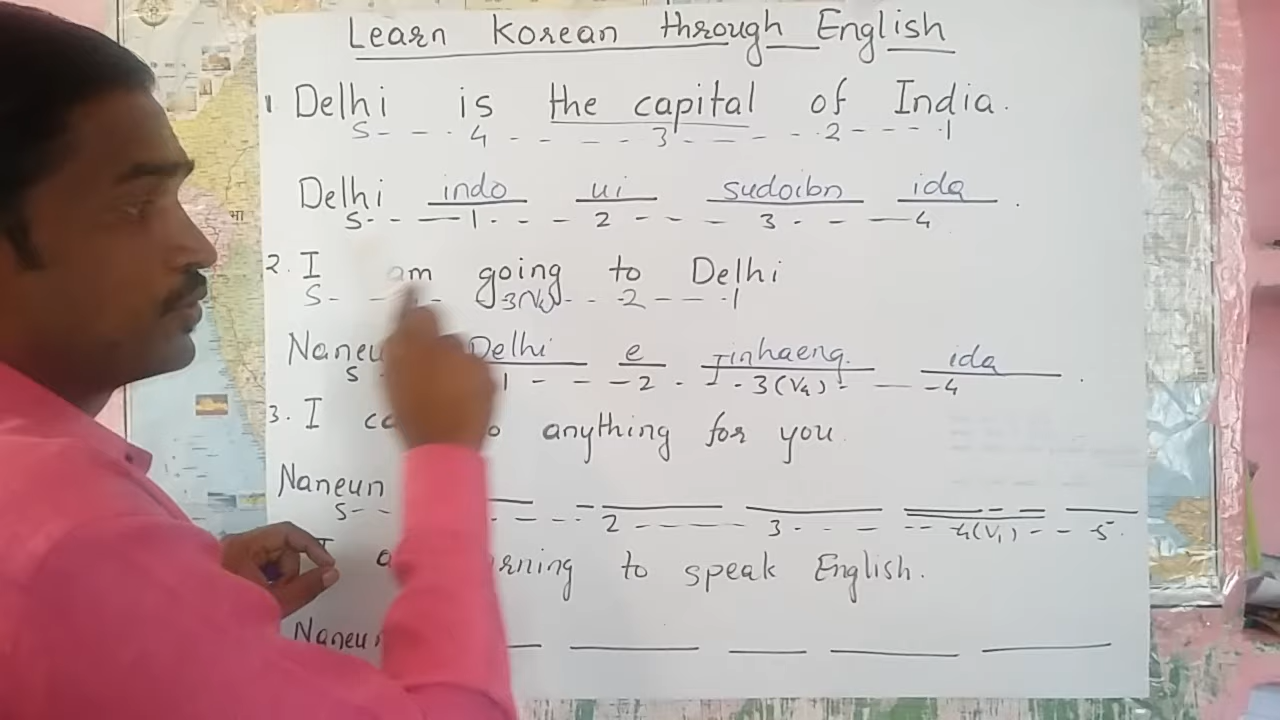 Learn Korean through English
1. Delhi is the capital of India.
S 4 3 2 1
Delhi indo ui sudoibn ida.
S 1 2 3 4
2. I am going to Delhi
S 3(V4) 2 1
Delhi e Jinhaeng. ida.
S 1 2 3(V4) 4
3. I anything for you.
Naneun
S 2 3 4(V1) 5.
to speak English.